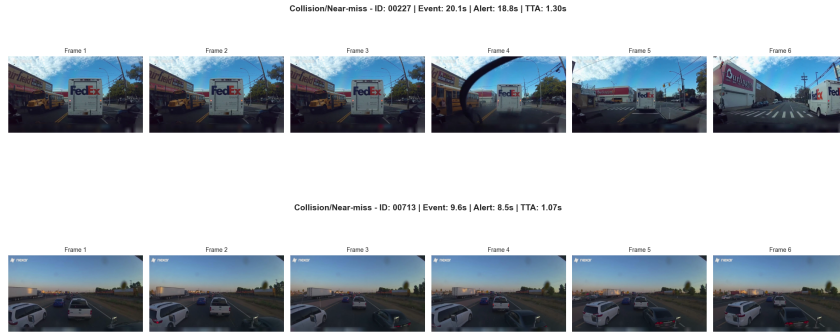 Collision/Near-miss - ID: 00227 | Event: 20.1s | Alert: 18.8s | TTA: 1.30s
Frame 1
Frame 2
Frame 3
Frame 4
Frame 5
Frame 6
FedEx
FedEx
FedEx
FedEx
FedEx
Collision/Near-miss - ID: 00713 | Event: 9.6s | Alert: 8.5s | TTA: 1.07s
Frame 1
Frame 2
Frame 3
Frame 4
Frame 5
Frame 6